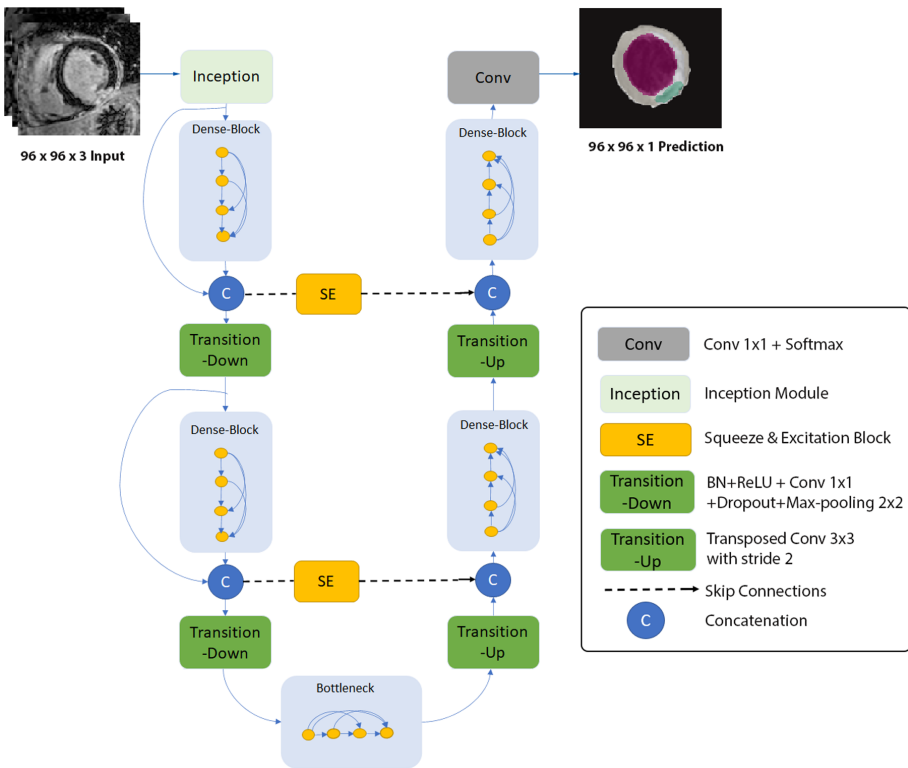 96 x 96 x 3 Input
Inception
Dense-Block
C
SE
Transition
-Down
Dense-Block
C
SE
Transition
-Down
Bottleneck
Conv
96 x 96 x 1 Prediction
Dense-Block
C
Transition
-Up
Dense-Block
C
Transition
-Up
Conv
Conv 1x1 + Softmax
Inception
Inception Module
SE
Squeeze & Excitation Block
Transition
-Down
BN+ReLU + Conv 1x1
+Dropout+Max-pooling 2x2
Transition
-Up
Transposed Conv 3x3
with stride 2
Skip Connections
C
Concatenation